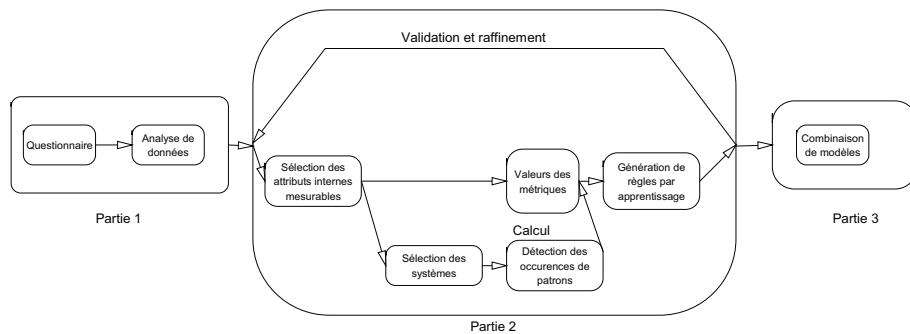 Validation et raffinement
Questionnaire
Analyse de
données
Partie 1
Sélection des
attributs internes
mesurables
Valeurs des
métriques
Génération de
règles par
apprentissage
Calcul
Sélection des
systèmes
Détection des
occurences de
patrons
Partie 2
Combinaison
de modèles
Partie 3